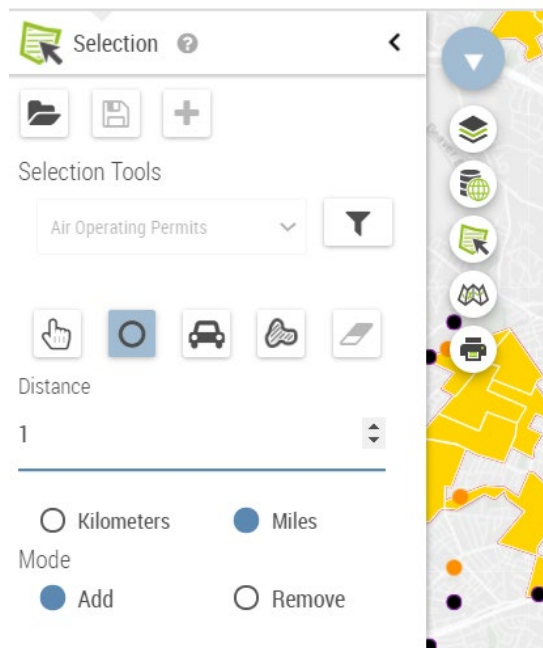 Selection
Selection Tools
Air Operating Permits
Distance
1
Kilometers Miles
Mode
Add Remove